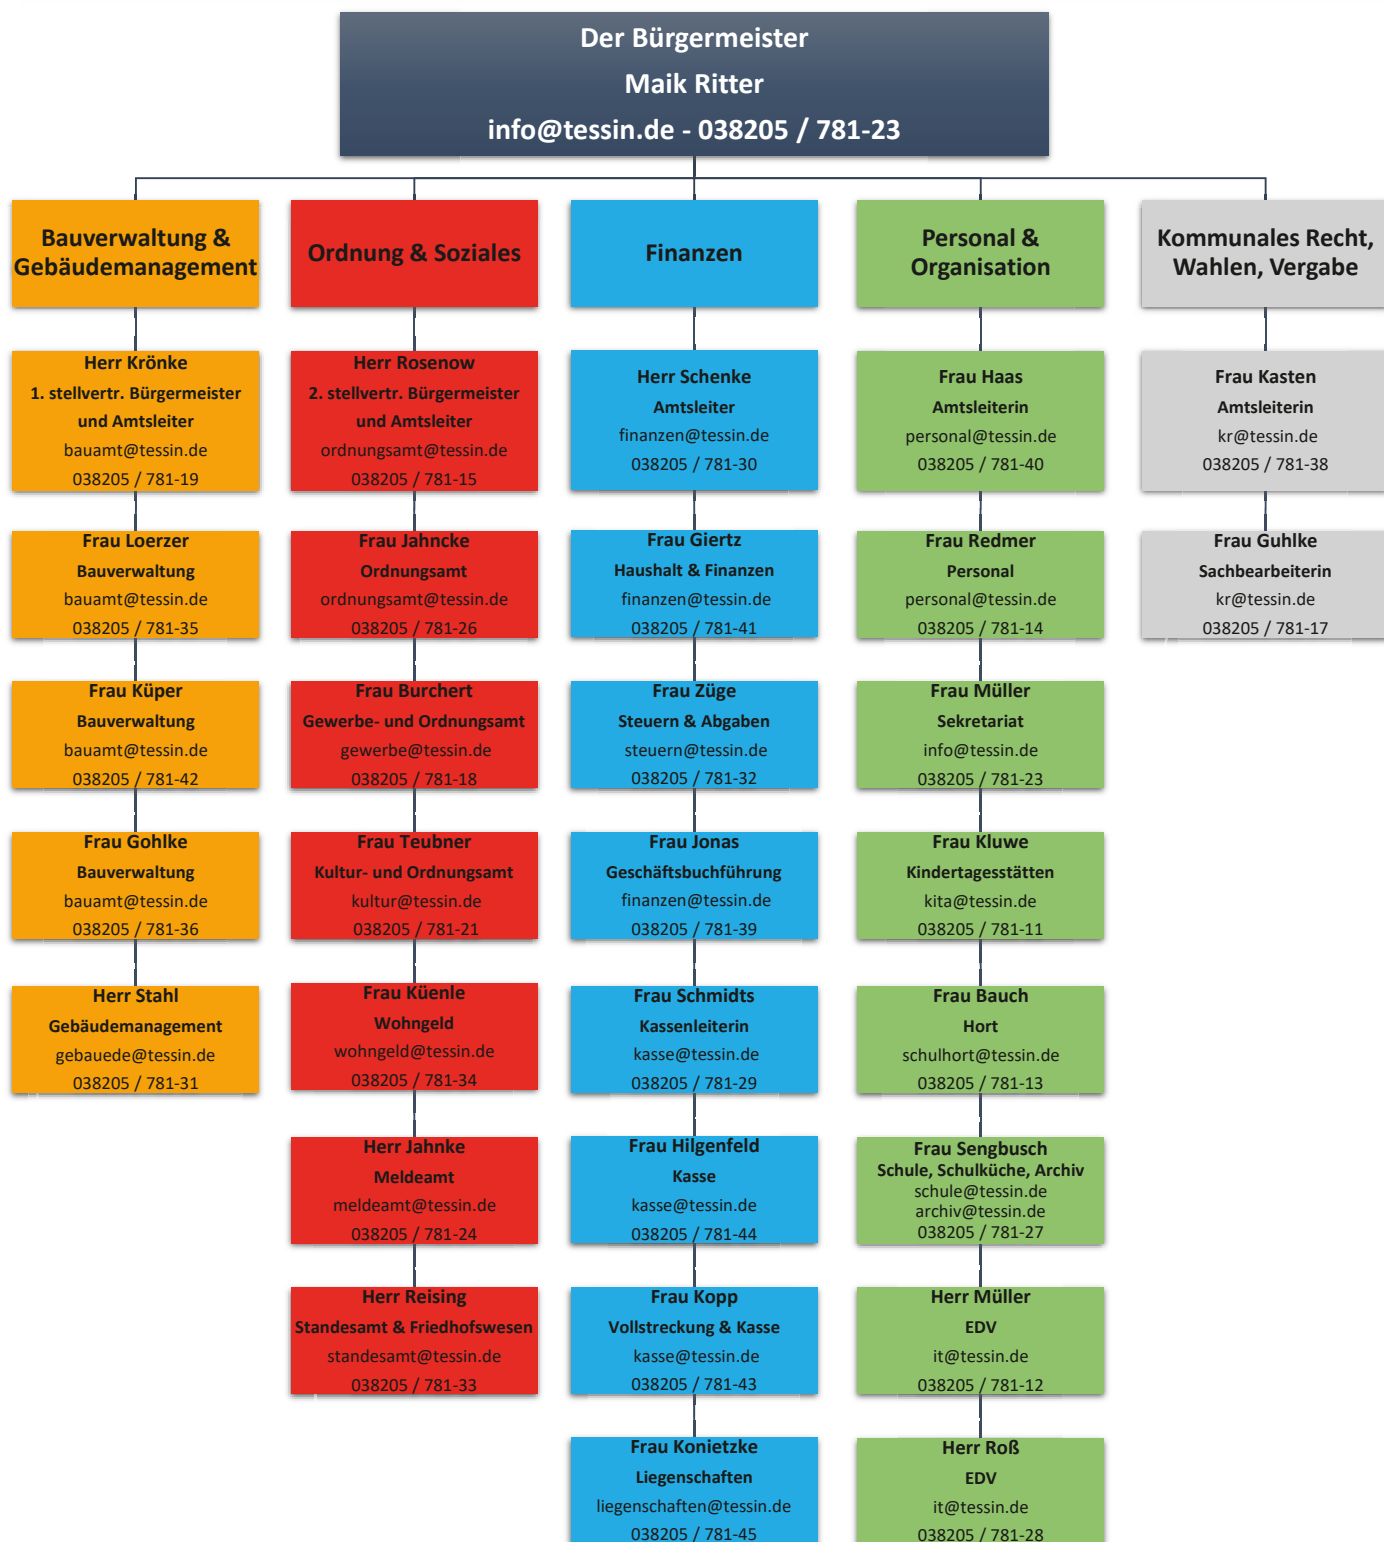 Der Bürgermeister
Maik Ritter
info@tessin.de - 038205 / 781-23
Bauverwaltung &
Gebäudemanagement
Herr Krönke
1. stellvertr. Bürgermeister
und Amtsleiter
bauamt@tessin.de
038205 / 781-19
Frau Loerzer
Bauverwaltung
bauamt@tessin.de
038205 / 781-35
Frau Küper
Bauverwaltung
bauamt@tessin.de
038205 / 781-42
Frau Gohlke
Bauverwaltung
bauamt@tessin.de
038205 / 781-36
Herr Stahl
Gebäudemanagement
gebauede@tessin.de
038205 / 781-31
Ordnung & Soziales
Herr Rosenow
2. stellvertr. Bürgermeister
und Amtsleiter
ordnungsamt@tessin.de
038205 / 781-15
Frau Jahncke
Ordnungsamt
ordnungsamt@tessin.de
038205 / 781-26
Frau Burchert
Gewerbe- und Ordnungsamt
gewerbe@tessin.de
038205 / 781-18
Frau Teubner
Kultur- und Ordnungsamt
kultur@tessin.de
038205 / 781-21
Frau Küenle
Wohngeld
wohngeld@tessin.de
038205 / 781-34
Herr Jahnke
Meldeamt
meldeamt@tessin.de
038205 / 781-24
Herr Reising
Standesamt & Friedhofswesen
standesamt@tessin.de
038205 / 781-33
Finanzen
Herr Schenke
Amtsleiter
finanzen@tessin.de
038205 / 781-30
Frau Giertz
Haushalt & Finanzen
finanzen@tessin.de
038205 / 781-41
Frau Züge
Steuern & Abgaben
steuern@tessin.de
038205 / 781-32
Frau Jonas
Geschäftsbuchführung
finanzen@tessin.de
038205 / 781-39
Frau Schmidts
Kassenleiterin
kasse@tessin.de
038205 / 781-29
Frau Hilgenfeld
Kasse
kasse@tessin.de
038205 / 781-44
Frau Kopp
Vollstreckung & Kasse
kasse@tessin.de
038205 / 781-43
Frau Konietzke
Liegenschaften
liegenschaften@tessin.de
038205 / 781-45
Personal &
Organisation
Frau Haas
Amtsleiterin
personal@tessin.de
038205 / 781-40
Frau Redmer
Personal
personal@tessin.de
038205 / 781-14
Frau Müller
Sekretariat
info@tessin.de
038205 / 781-23
Frau Kluwe
Kindertagesstätten
kita@tessin.de
038205 / 781-11
Frau Bauch
Hort
schulhort@tessin.de
038205 / 781-13
Frau Sengbusch
Schule, Schulküche, Archiv
schule@tessin.de
archiv@tessin.de
038205 / 781-27
Herr Müller
EDV
it@tessin.de
038205 / 781-12
Herr Roß
EDV
it@tessin.de
038205 / 781-28
Kommunales Recht,
Wahlen, Vergabe
Frau Kasten
Amtsleiterin
kr@tessin.de
038205 / 781-38
Frau Guhlke
Sachbearbeiterin
kr@tessin.de
038205 / 781-17